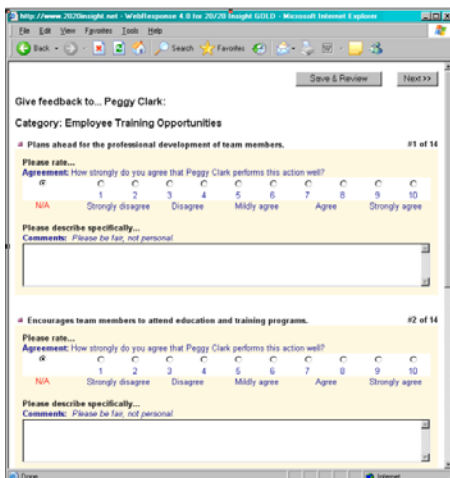 http://www.2020insight.net - WebResponse 4.0 for 20/20 Insight GOLD - Microsoft Internet Explorer
File Edit View Favorites Tools Help
Back Search Favorites
Save & Review Next >>
Give feedback to... Peggy Clark:
Category: Employee Training Opportunities
Plans ahead for the professional development of team members. #1 of 14
Please rate...
Agreement: How strongly do you agree that Peggy Clark performs this action well?
1 2 3 4 5 6 7 8 9 10
N/A Strongly disagree Disagree Mildly agree Agree Strongly agree
Please describe specifically...
Comments: Please be fair, not personal
Encourages team members to attend education and training programs. #2 of 14
Please rate...
Agreement: How strongly do you agree that Peggy Clark performs this action well?
1 2 3 4 5 6 7 8 9 10
N/A Strongly disagree Disagree Mildly agree Agree Strongly agree
Please describe specifically...
Comments: Please be fair, not personal
Done Internet